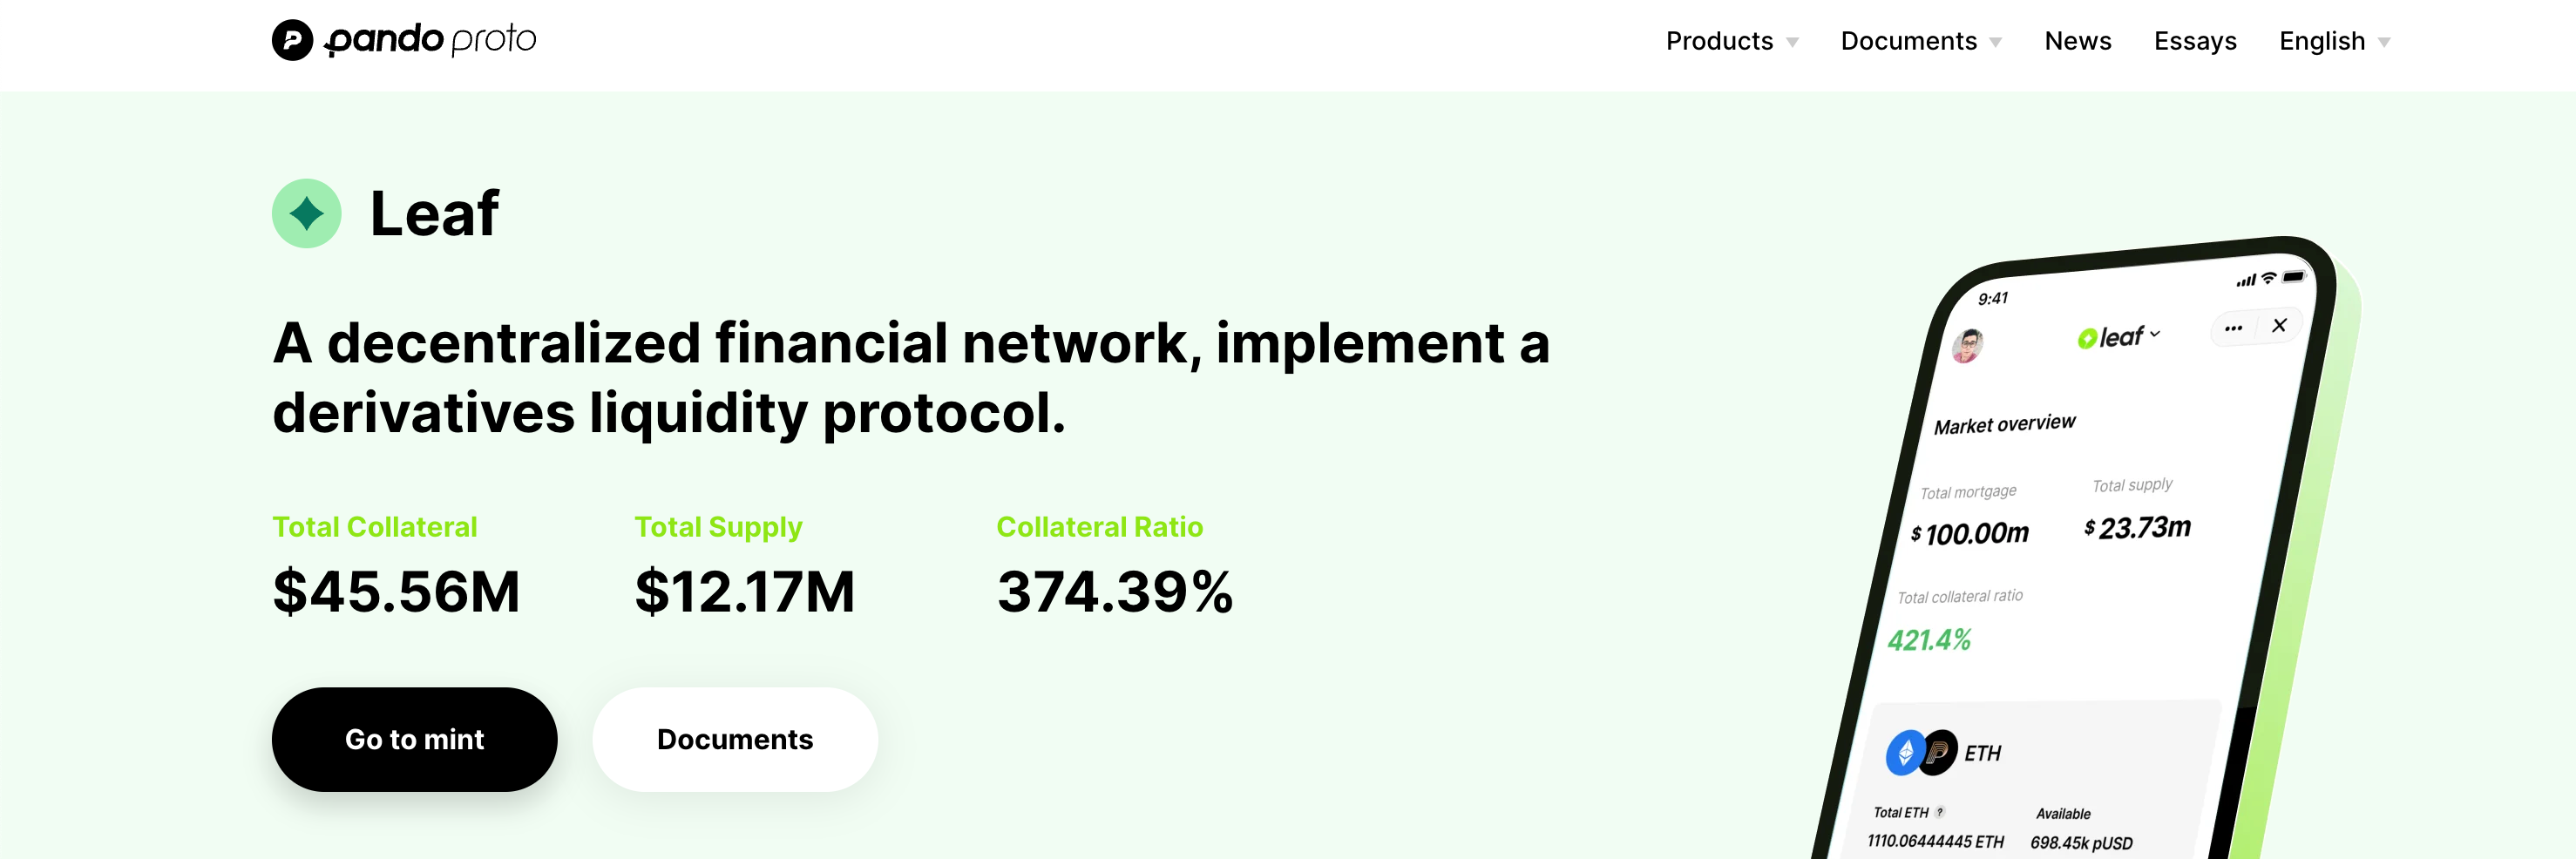 pando proto
Products Documents News Essays English
Leaf
A decentralized financial network, implement a
derivatives liquidity protocol.
Total Collateral Total Supply Collateral Ratio
$45.56M $12.17M 374.39%
Go to mint Documents
9:41
leaf
Market overview
Total mortgage Total supply
$100.00m $23.73m
Total collateral ratio
421.4%
ETH
Total ETH ? Available
1110.06444445 ETH 698.45k pUSD